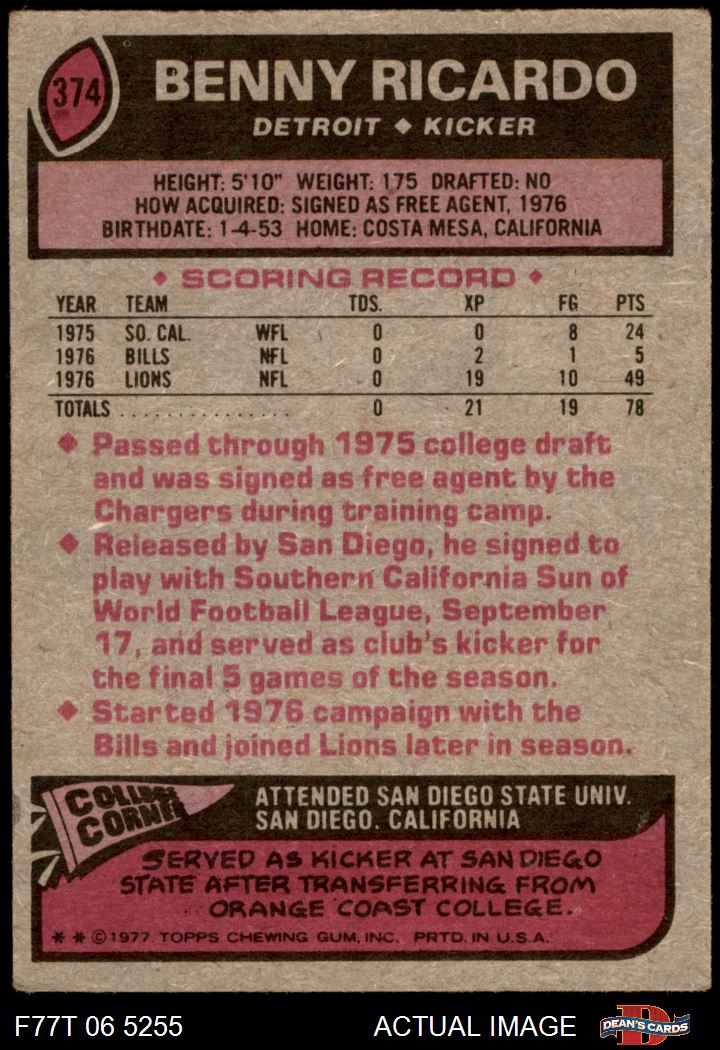 374
BENNY RICARDO
DETROIT ◆ KICKER
HEIGHT: 5'10" WEIGHT: 175 DRAFTED: NO
HOW ACQUIRED: SIGNED AS FREE AGENT, 1976
BIRTHDATE: 1-4-53 HOME: COSTA MESA, CALIFORNIA
◆ SCORING RECORD ◆
YEAR TEAM TDS. XP FG PTS
1975 SO. CAL. WFL 0 0 8 24
1976 BILLS NFL 0 2 1 5
1976 LIONS NFL 0 19 10 49
TOTALS . . . . . . . . . . . . . . . 0 21 19 78
◆ Passed through 1975 college draft
and was signed as free agent by the
Chargers during training camp.
◆ Released by San Diego, he signed to
play with Southern California Sun of
World Football League, September
17, and served as club's kicker for
the final 5 games of the season.
◆ Started 1976 campaign with the
Bills and joined Lions later in season.
COLLEGE
CORNER
ATTENDED SAN DIEGO STATE UNIV.
SAN DIEGO, CALIFORNIA
SERVED AS KICKER AT SAN DIEGO
STATE AFTER TRANSFERRING FROM
ORANGE COAST COLLEGE.
* * © 1977 TOPPS CHEWING GUM, INC. PRTD. IN U.S.A.
F77T 06 5255 ACTUAL IMAGE
D
DEAN'S CARDS